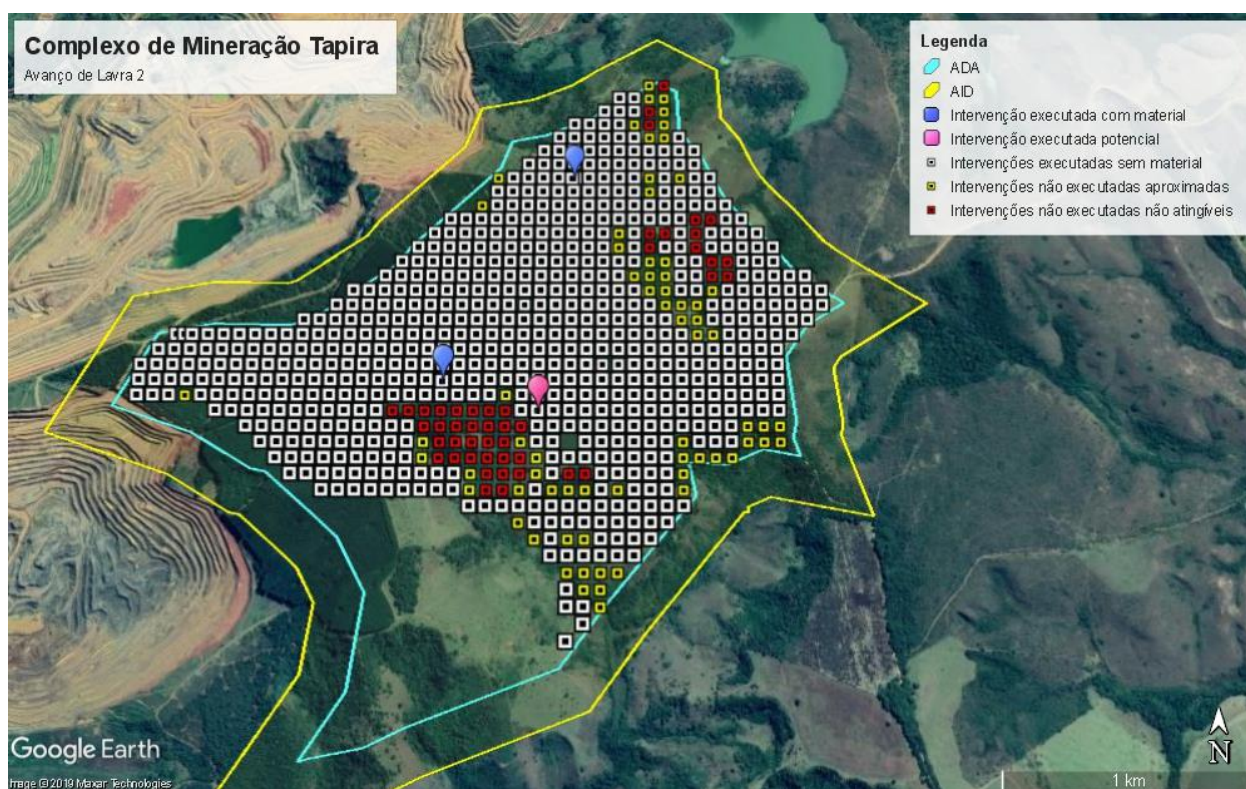 Complexo de Mineração Tapira
Avanço de Lavra 2
Legenda
ADA
AID
Intervenção executada com material
Intervenção executada potencial
Intervenções executadas sem material
Intervenções não executadas aproximadas
Intervenções não executadas não atingíveis
Google Earth
Image © 2019 Maxar Technologies
N
1 km